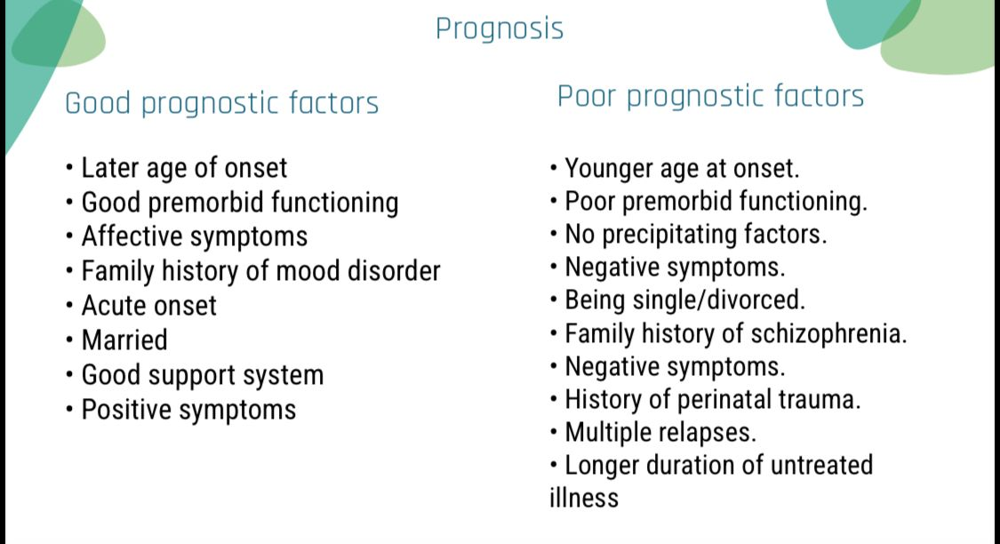 Prognosis
Good prognostic factors
• Later age of onset
• Good premorbid functioning
• Affective symptoms
• Family history of mood disorder
• Acute onset
• Married
• Good support system
• Positive symptoms
Poor prognostic factors
• Younger age at onset.
• Poor premorbid functioning.
• No precipitating factors.
• Negative symptoms.
• Being single/divorced.
• Family history of schizophrenia.
• Negative symptoms.
• History of perinatal trauma.
• Multiple relapses.
• Longer duration of untreated
illness